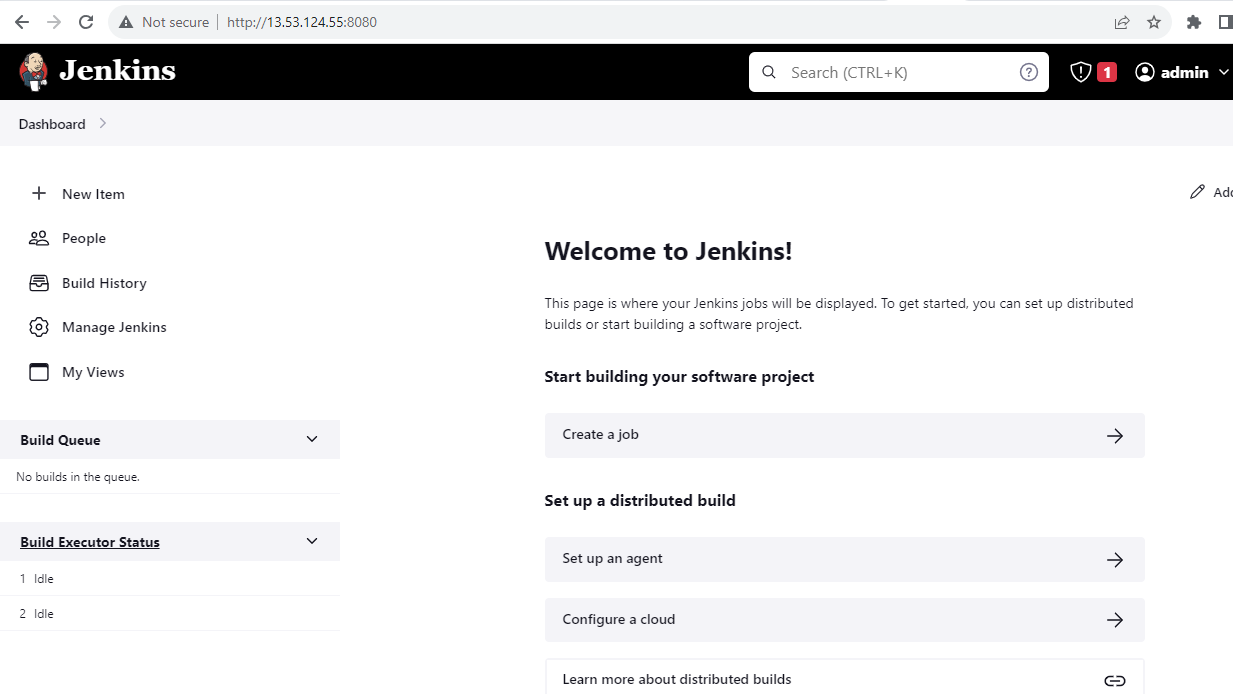 Not secure | http://13.53.124.55:8080
Jenkins
Search (CTRL+K)
1
admin
Dashboard
New Item
People
Build History
Manage Jenkins
My Views
Build Queue
No builds in the queue.
Build Executor Status
1 Idle
2 Idle
Welcome to Jenkins!
This page is where your Jenkins jobs will be displayed. To get started, you can set up distributed
builds or start building a software project.
Start building your software project
Create a job
Set up a distributed build
Set up an agent
Configure a cloud
Learn more about distributed builds